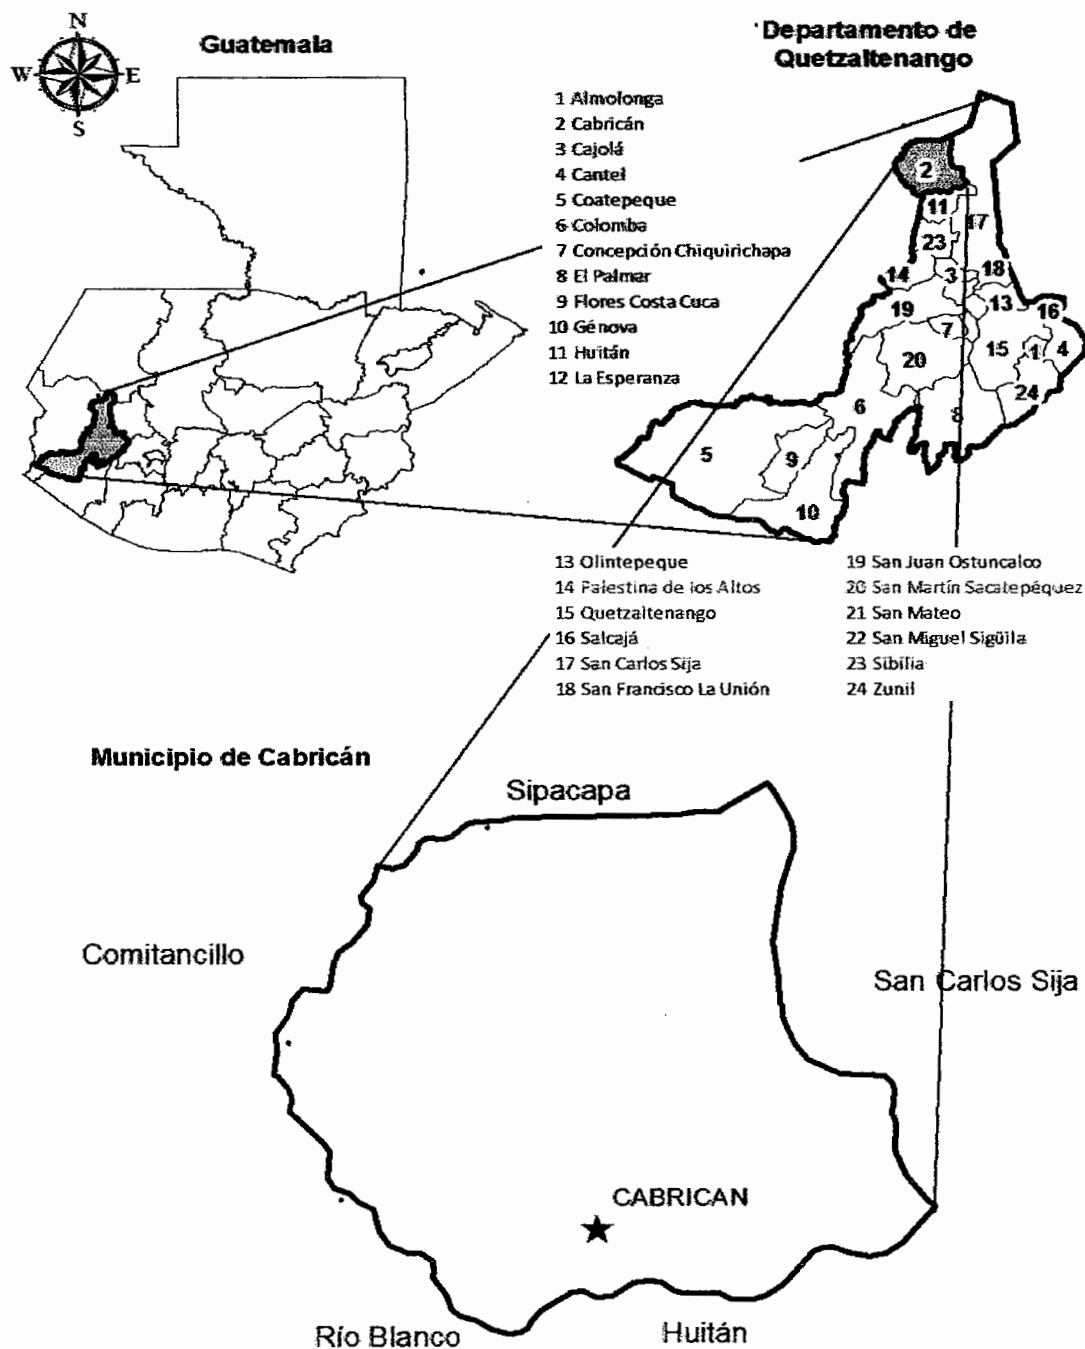 N
W
E
S
Guatemala
Departamento de
Quetzaltenango
1 Almolonga
2 Cabricán
3 Cajolá
4 Cantel
5 Coatepeque
6 Colomba
7 Concepción Chiquirichapa
8 El Palmar
9 Flores Costa Cuca
10 Génova
11 Huitán
12 La Esperanza
2
11
17
23
14
3
18
19
13
16
7
20
15
1
4
24
6
8
5
9
10
13 Olintepeque
14 Palestina de los Altos
15 Quetzaltenango
16 Salcajá
17 San Carlos Sija
18 San Francisco La Unión
19 San Juan Ostuncalco
20 San Martín Sacatepéquez
21 San Mateo
22 San Miguel Sigüila
23 Sibilia
24 Zunil
Municipio de Cabricán
Sipacapa
Comitancillo
San Carlos Sija
CABRICAN
Río Blanco
Huitán